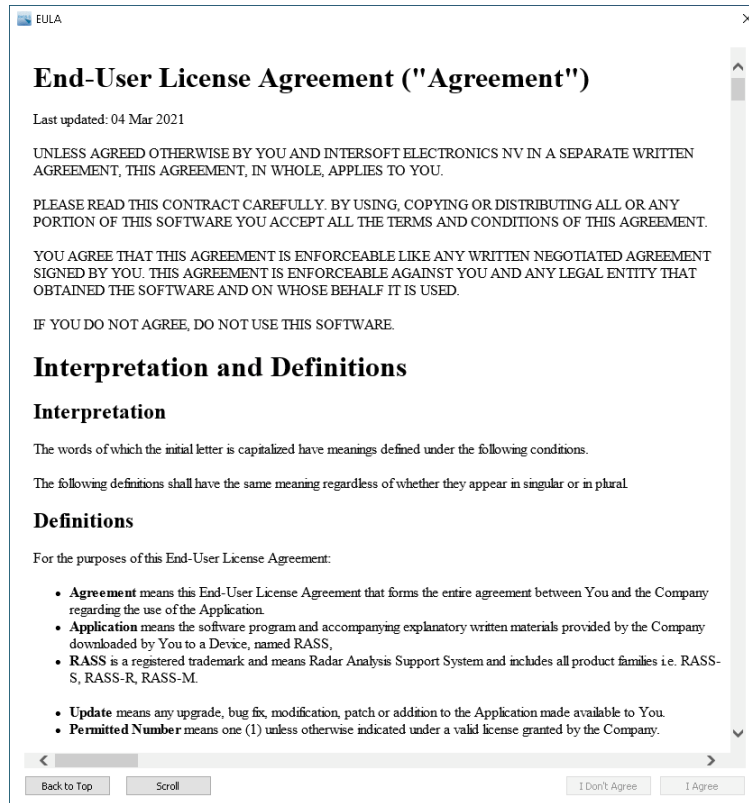 EULA
End-User License Agreement ("Agreement")
Last updated: 04 Mar 2021
UNLESS AGREED OTHERWISE BY YOU AND INTERSOFT ELECTRONICS NV IN A SEPARATE WRITTEN
AGREEMENT, THIS AGREEMENT, IN WHOLE, APPLIES TO YOU.
PLEASE READ THIS CONTRACT CAREFULLY. BY USING, COPYING OR DISTRIBUTING ALL OR ANY
PORTION OF THIS SOFTWARE YOU ACCEPT ALL THE TERMS AND CONDITIONS OF THIS AGREEMENT.
YOU AGREE THAT THIS AGREEMENT IS ENFORCEABLE LIKE ANY WRITTEN NEGOTIATED AGREEMENT
SIGNED BY YOU. THIS AGREEMENT IS ENFORCEABLE AGAINST YOU AND ANY LEGAL ENTITY THAT
OBTAINED THE SOFTWARE AND ON WHOSE BEHALF IT IS USED.
IF YOU DO NOT AGREE, DO NOT USE THIS SOFTWARE.
Interpretation and Definitions
Interpretation
The words of which the initial letter is capitalized have meanings defined under the following conditions.
The following definitions shall have the same meaning regardless of whether they appear in singular or in plural.
Definitions
For the purposes of this End-User License Agreement:
• Agreement means this End-User License Agreement that forms the entire agreement between You and the Company
regarding the use of the Application.
• Application means the software program and accompanying explanatory written materials provided by the Company
downloaded by You to a Device, named RASS,
• RASS is a registered trademark and means Radar Analysis Support System and includes all product families i.e. RASS-
S, RASS-R, RASS-M.
• Update means any upgrade, bug fix, modification, patch or addition to the Application made available to You.
• Permitted Number means one (1) unless otherwise indicated under a valid license granted by the Company.
Back to Top
Scroll
I Don't Agree
I Agree